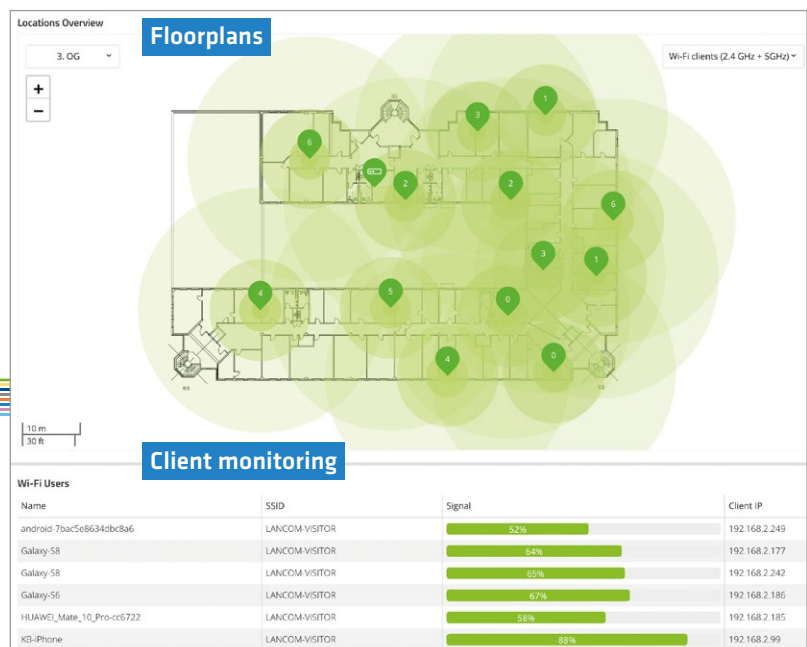 Locations Overview
Floorplans
3. OG
Wi-Fi clients (2.4 GHz + 5GHz)
+
−
1
3
6
2
2
6
3
1
4
5
0
4
0
10 m
30 ft
Client monitoring
Wi-Fi Users
Name SSID Signal Client IP
android-7bac5e8634dbc8a6 LANCOM-VISITOR 52% 192.168.2.249
Galaxy-S8 LANCOM-VISITOR 64% 192.168.2.177
Galaxy-S8 LANCOM-VISITOR 65% 192.168.2.242
Galaxy-S6 LANCOM-VISITOR 67% 192.168.2.186
HUAWEI_Mate_10_Pro-cc6722 LANCOM-VISITOR 58% 192.168.2.185
KB-iPhone LANCOM-VISITOR 88% 192.168.2.99